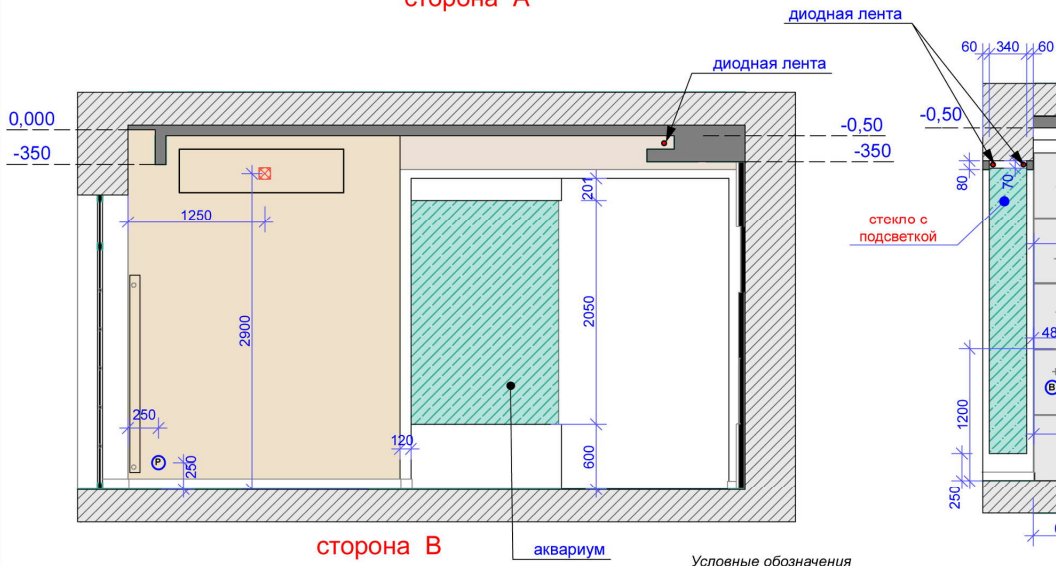 сторона А
диодная лента
60 340 60
диодная лента
0,000
-0,50
-0,50
-350
-350
201
80
70
1250
стекло с
подсветкой
2900
2050
48
250
120
1200
В
Р
250
600
250
сторона В
аквариум
Условные обозначения